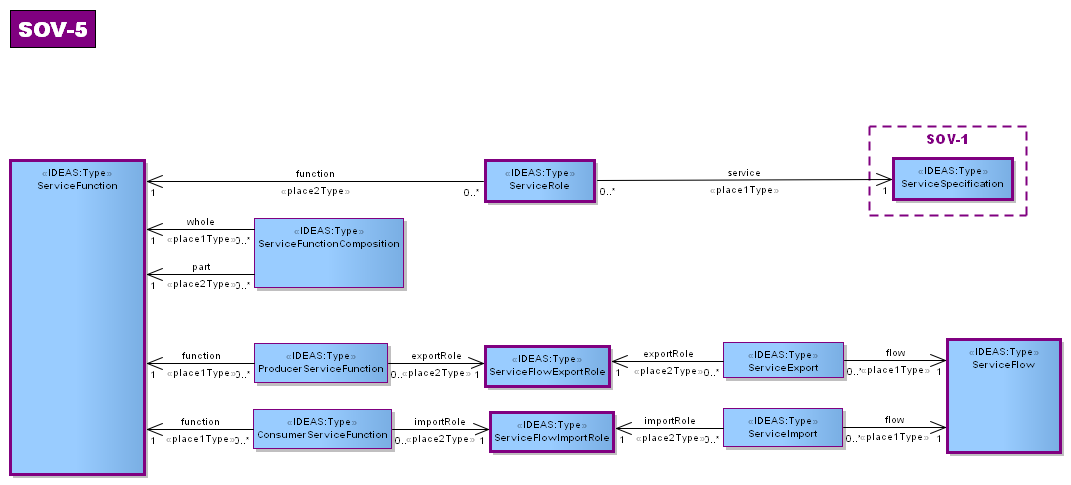 SOV-5
SOV-1
«IDEAS:Type»
ServiceFunction
function
1
«place2Type»
0..*
«IDEAS:Type»
ServiceRole
service
0..*
«place1Type»
1
«IDEAS:Type»
ServiceSpecification
whole
1
«place1Type»
0..*
part
1
«place2Type»
0..*
«IDEAS:Type»
ServiceFunctionComposition
function
1
«place1Type»
0..*
«IDEAS:Type»
ProducerServiceFunction
exportRole
0..*
«place2Type»
1
«IDEAS:Type»
ServiceFlowExportRole
exportRole
1
«place2Type»
0..*
«IDEAS:Type»
ServiceExport
flow
0..*
«place1Type»
1
«IDEAS:Type»
ServiceFlow
function
1
«place1Type»
0..*
«IDEAS:Type»
ConsumerServiceFunction
importRole
0..*
«place2Type»
1
«IDEAS:Type»
ServiceFlowImportRole
importRole
1
«place2Type»
0..*
«IDEAS:Type»
ServiceImport
flow
0..*
«place1Type»
1